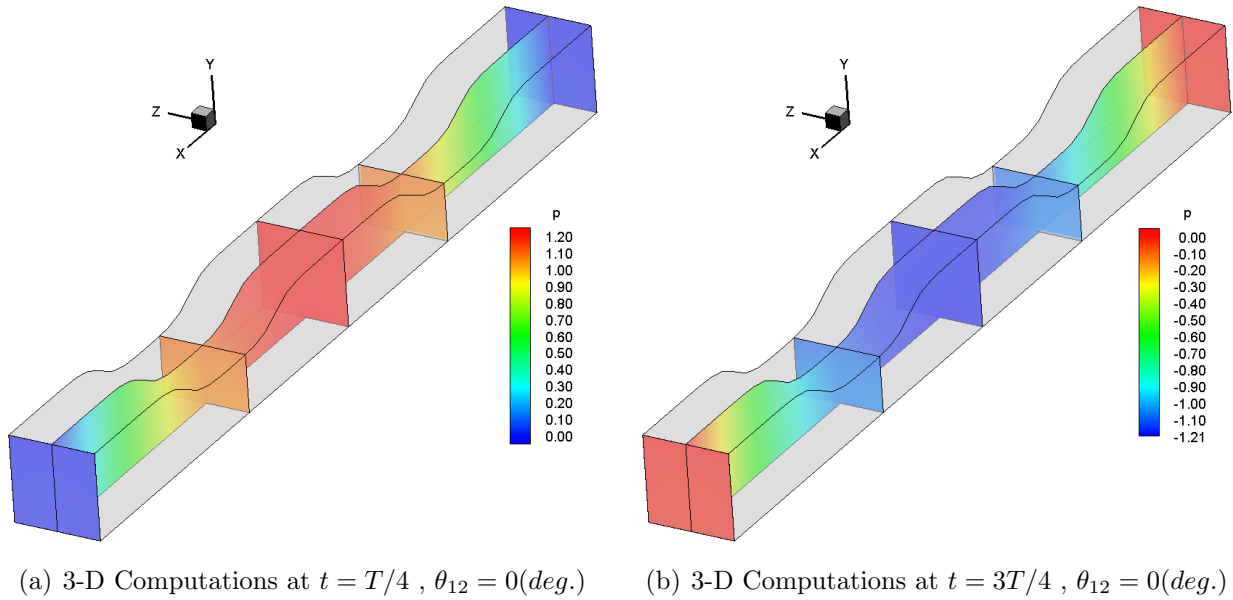 Y
Z
X
p
1.20
1.10
1.00
0.90
0.80
0.70
0.60
0.50
0.40
0.30
0.20
0.10
0.00
Y
Z
X
p
0.00
-0.10
-0.20
-0.30
-0.40
-0.50
-0.60
-0.70
-0.80
-0.90
-1.00
-1.10
-1.21
(a) 3-D Computations at t = T/4 , θ12 = 0(deg.)
(b) 3-D Computations at t = 3T/4 , θ12 = 0(deg.)